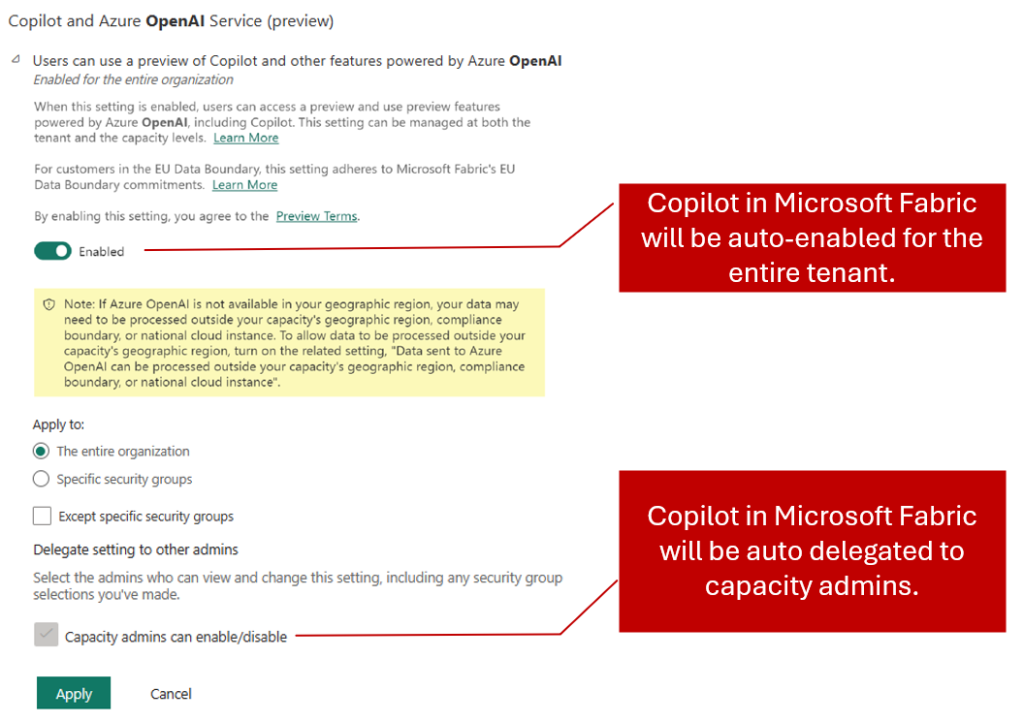 Copilot and Azure OpenAI Service (preview)
Users can use a preview of Copilot and other features powered by Azure OpenAI
Enabled for the entire organization
When this setting is enabled, users can access a preview and use preview features
powered by Azure OpenAI, including Copilot. This setting can be managed at both the
tenant and the capacity levels. Learn More
For customers in the EU Data Boundary, this setting adheres to Microsoft Fabric's EU
Data Boundary commitments. Learn More
By enabling this setting, you agree to the Preview Terms.
Enabled
Copilot in Microsoft Fabric
will be auto-enabled for the
entire tenant.
Note: If Azure OpenAI is not available in your geographic region, your data may
need to be processed outside your capacity's geographic region, compliance
boundary, or national cloud instance. To allow data to be processed outside your
capacity's geographic region, turn on the related setting, "Data sent to Azure
OpenAI can be processed outside your capacity's geographic region, compliance
boundary, or national cloud instance".
Apply to:
The entire organization
Specific security groups
Except specific security groups
Delegate setting to other admins
Select the admins who can view and change this setting, including any security group
selections you've made.
Capacity admins can enable/disable
Copilot in Microsoft Fabric
will be auto delegated to
capacity admins.
Apply
Cancel